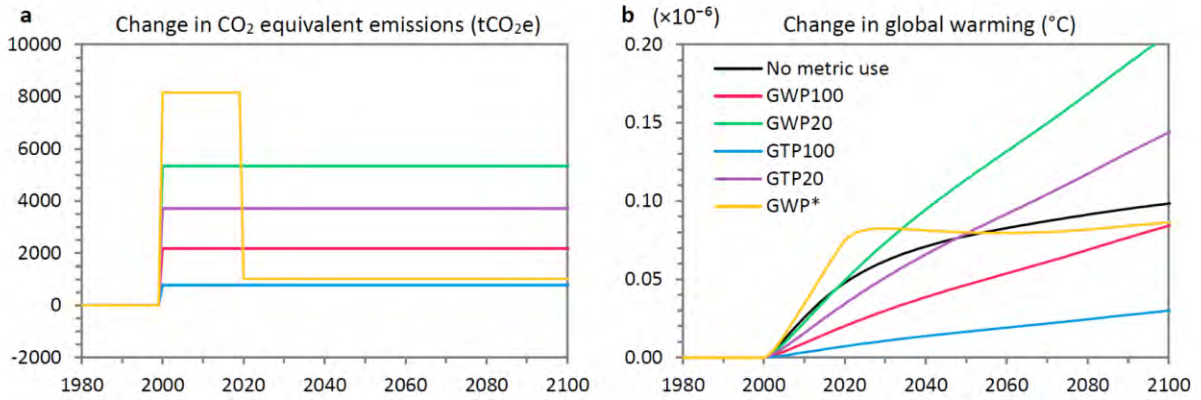 a Change in CO₂ equivalent emissions (tCO₂e)
10000
8000
6000
4000
2000
0
-2000
1980 2000 2020 2040 2060 2080 2100
b (×10⁻⁶) Change in global warming (°C)
0.20
0.15
0.10
0.05
0.00
No metric use
GWP100
GWP20
GTP100
GTP20
GWP*
1980 2000 2020 2040 2060 2080 2100